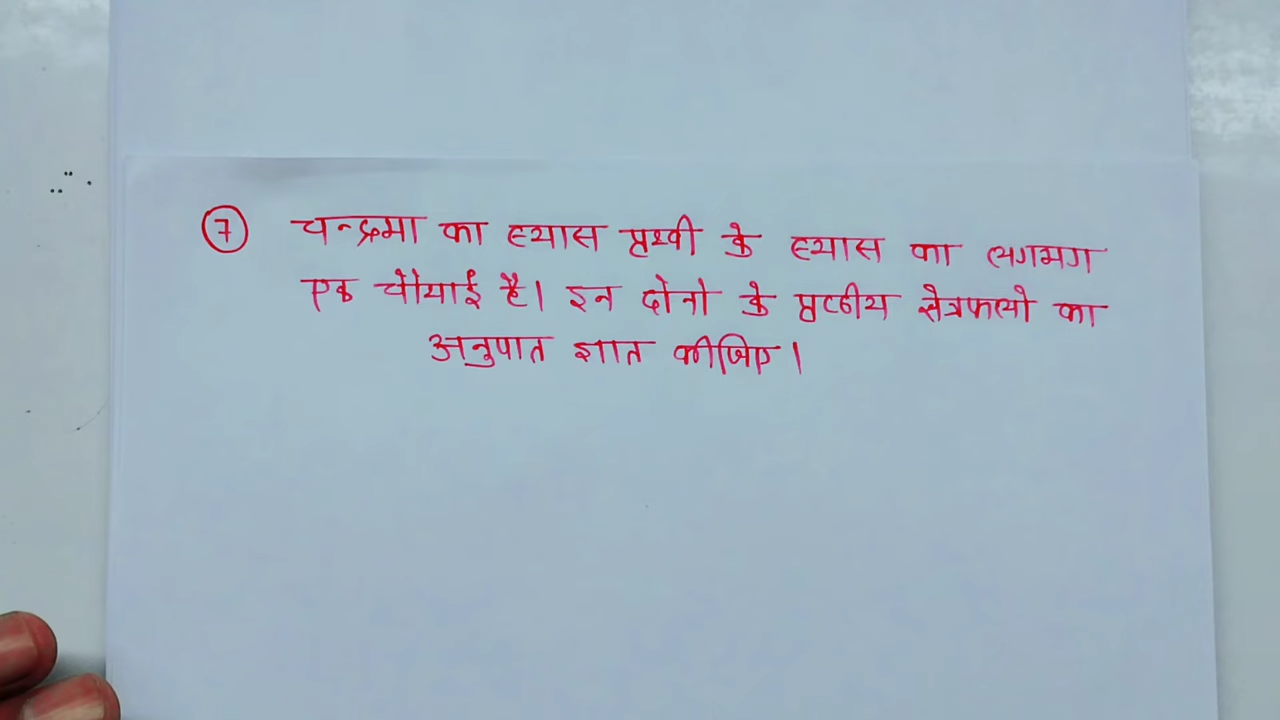 7 चन्द्रमा का व्यास पृथ्वी के व्यास का लगभग
एक चौथाई है। इन दोनो के पृष्ठीय क्षेत्रफलो का
अनुपात ज्ञात कीजिए।